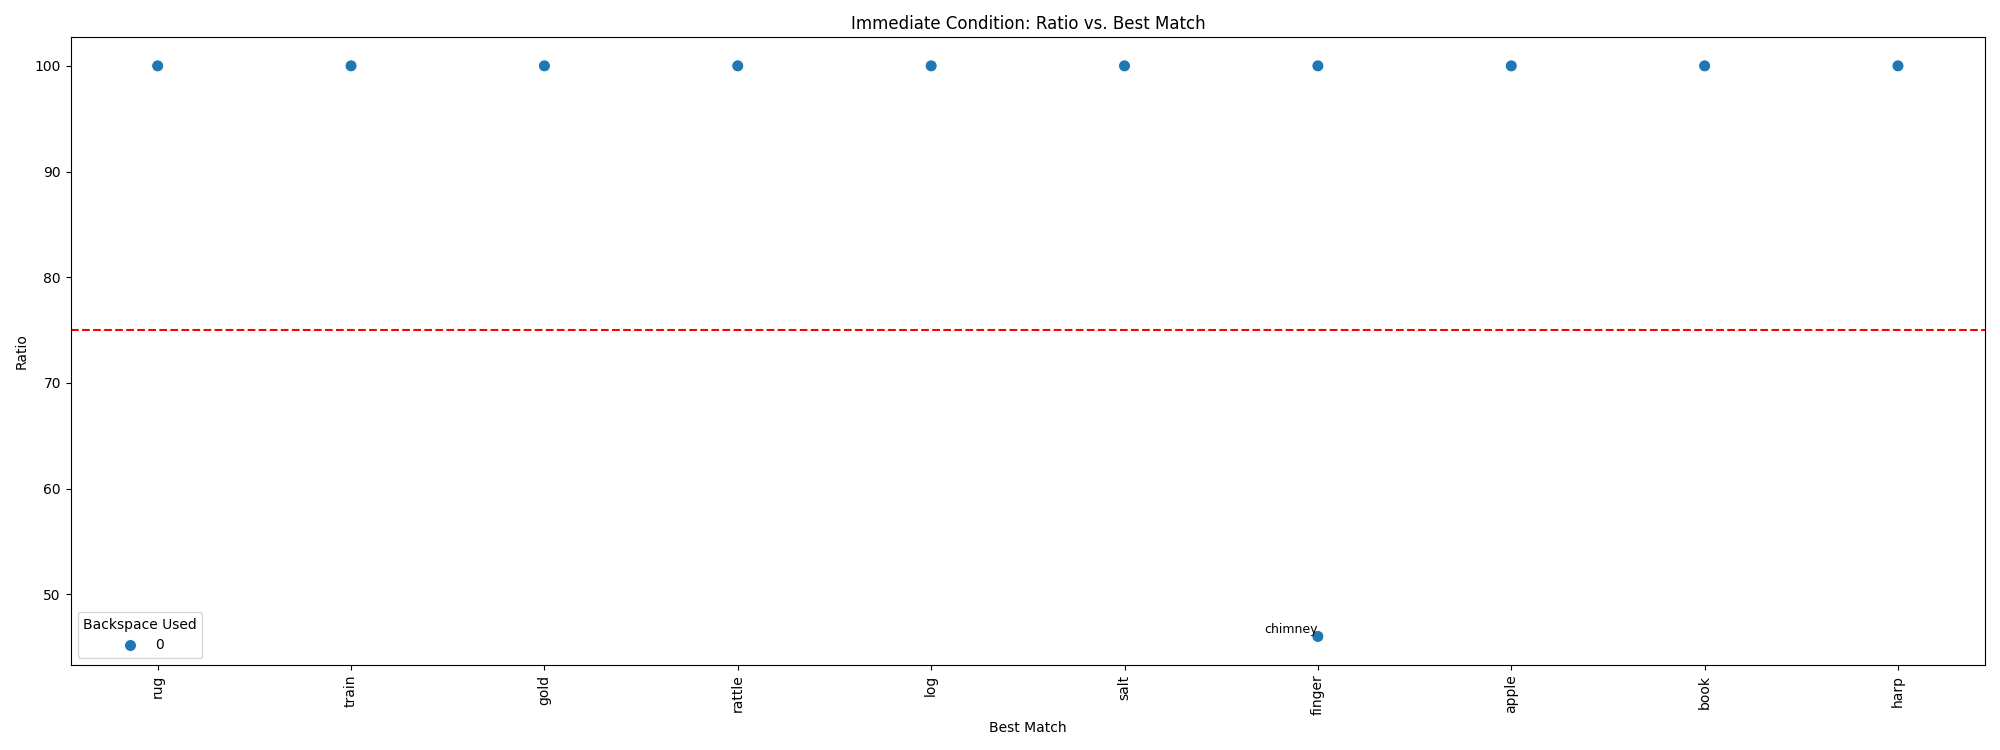 Immediate Condition: Ratio vs. Best Match
100
90
80
70
60
50
Ratio
chimney
Backspace Used
0
rug
train
gold
rattle
log
salt
finger
apple
book
harp
Best Match